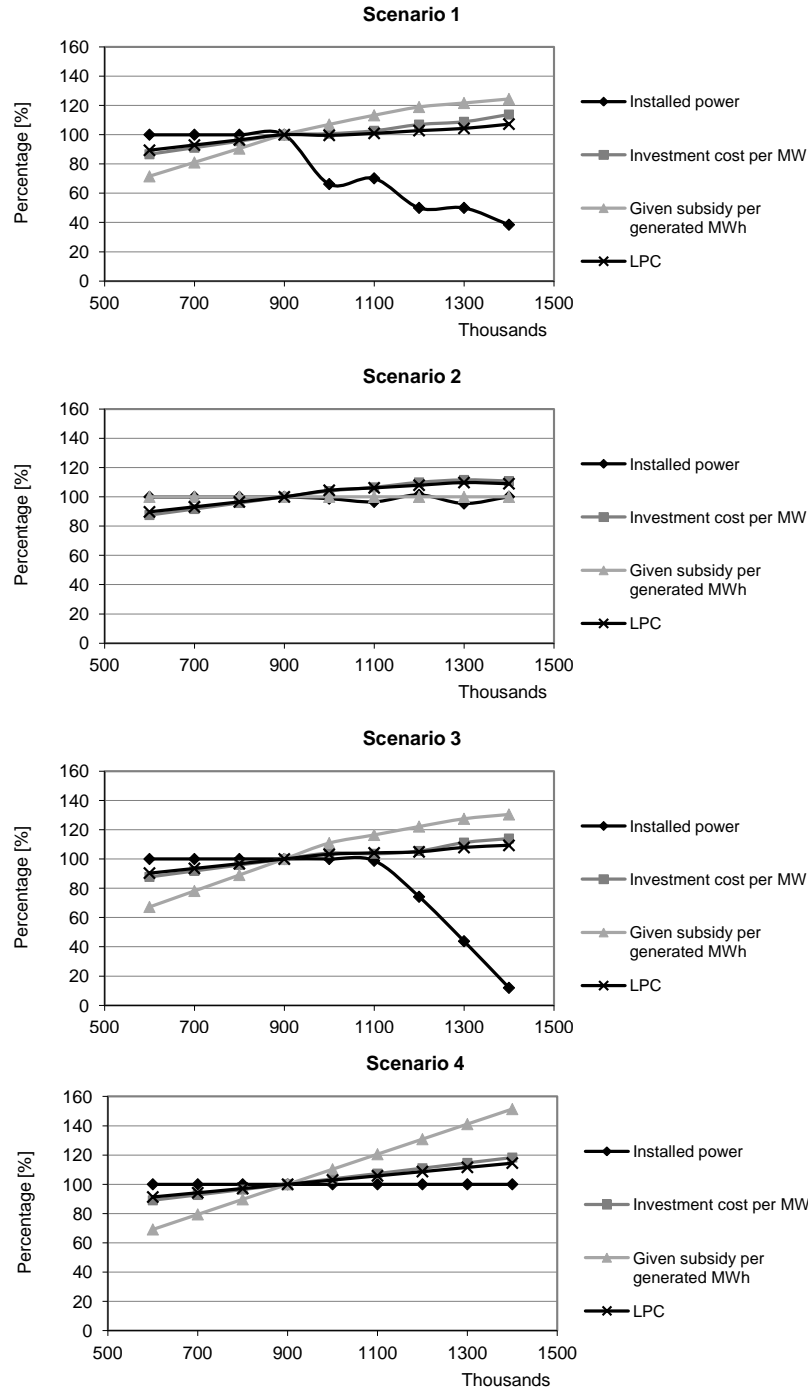 Scenario 1
Percentage [%]
160
140
120
100
80
60
40
20
0
500 700 900 1100 1300 1500
Thousands
Installed power
Investment cost per MW
Given subsidy per
generated MWh
LPC
Scenario 2
Percentage [%]
160
140
120
100
80
60
40
20
0
500 700 900 1100 1300 1500
Thousands
Installed power
Investment cost per MW
Given subsidy per
generated MWh
LPC
Scenario 3
Percentage [%]
160
140
120
100
80
60
40
20
0
500 700 900 1100 1300 1500
Thousands
Installed power
Investment cost per MW
Given subsidy per
generated MWh
LPC
Scenario 4
Percentage [%]
160
140
120
100
80
60
40
20
0
500 700 900 1100 1300 1500
Thousands
Installed power
Investment cost per MW
Given subsidy per
generated MWh
LPC